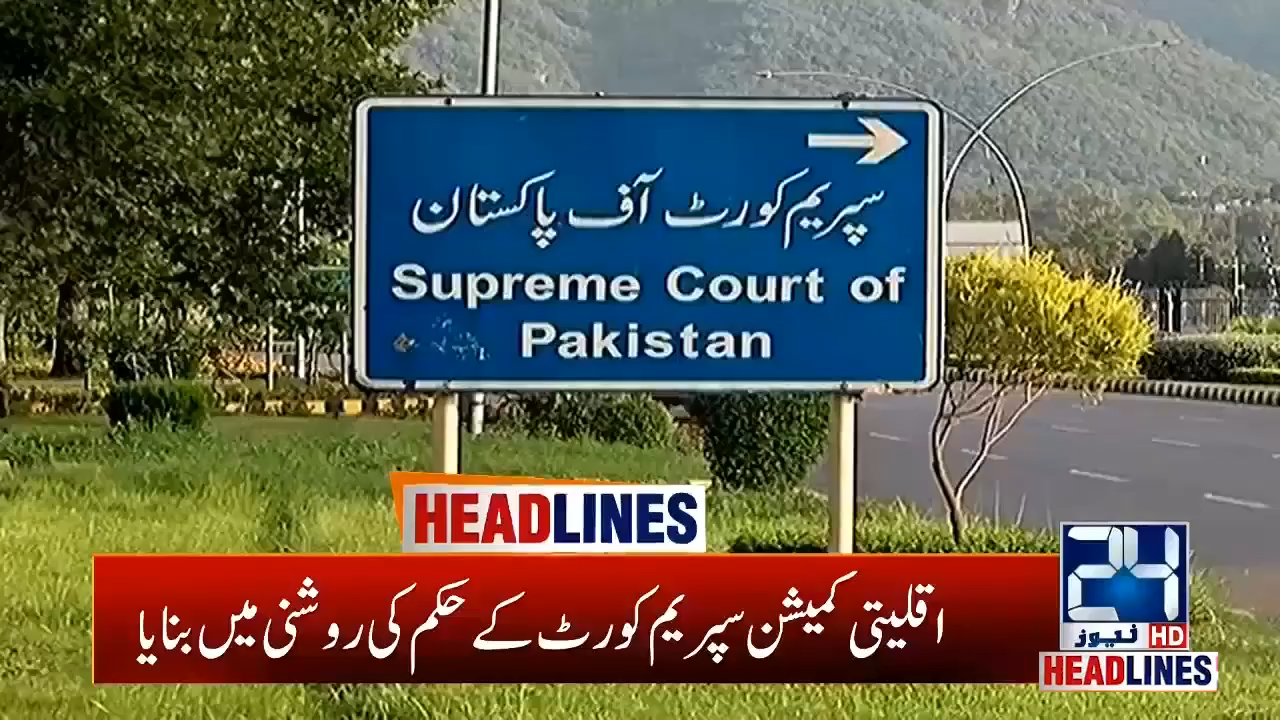 سپریم کورٹ آف پاکستان
Supreme Court of
Pakistan
HEADLINES
اقلیتی کمیشن سپریم کورٹ کے حکم کی روشنی میں بنایا
24
نیوز HD
HEADLINES